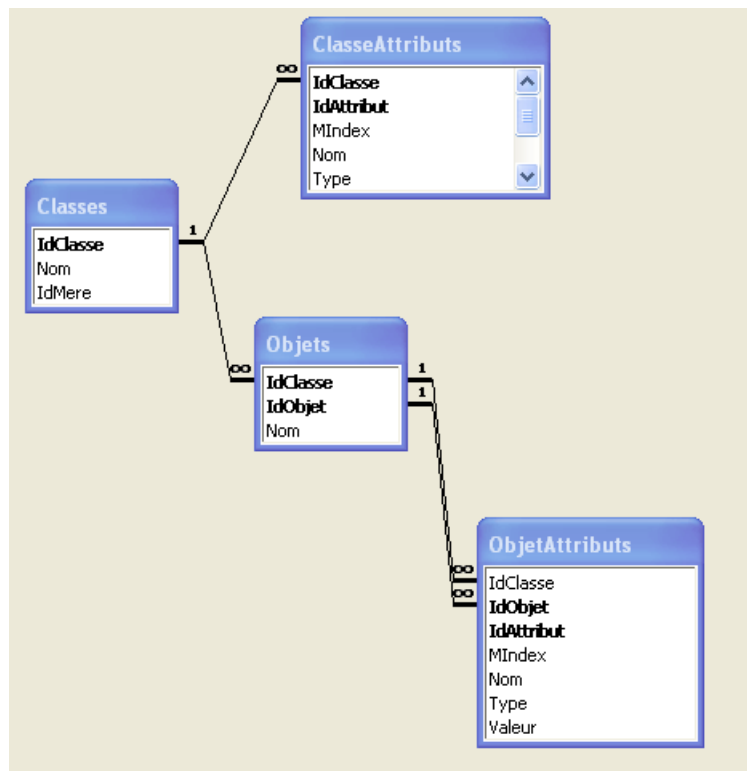 ClasseAttributs
∞
IdClasse
IdAttribut
MIndex
Nom
Type
Classes
1
IdClasse
Nom
IdMere
Objets
∞
1
IdClasse
1
IdObjet
Nom
ObjetAttributs
∞
IdClasse
∞
IdObjet
IdAttribut
MIndex
Nom
Type
Valeur